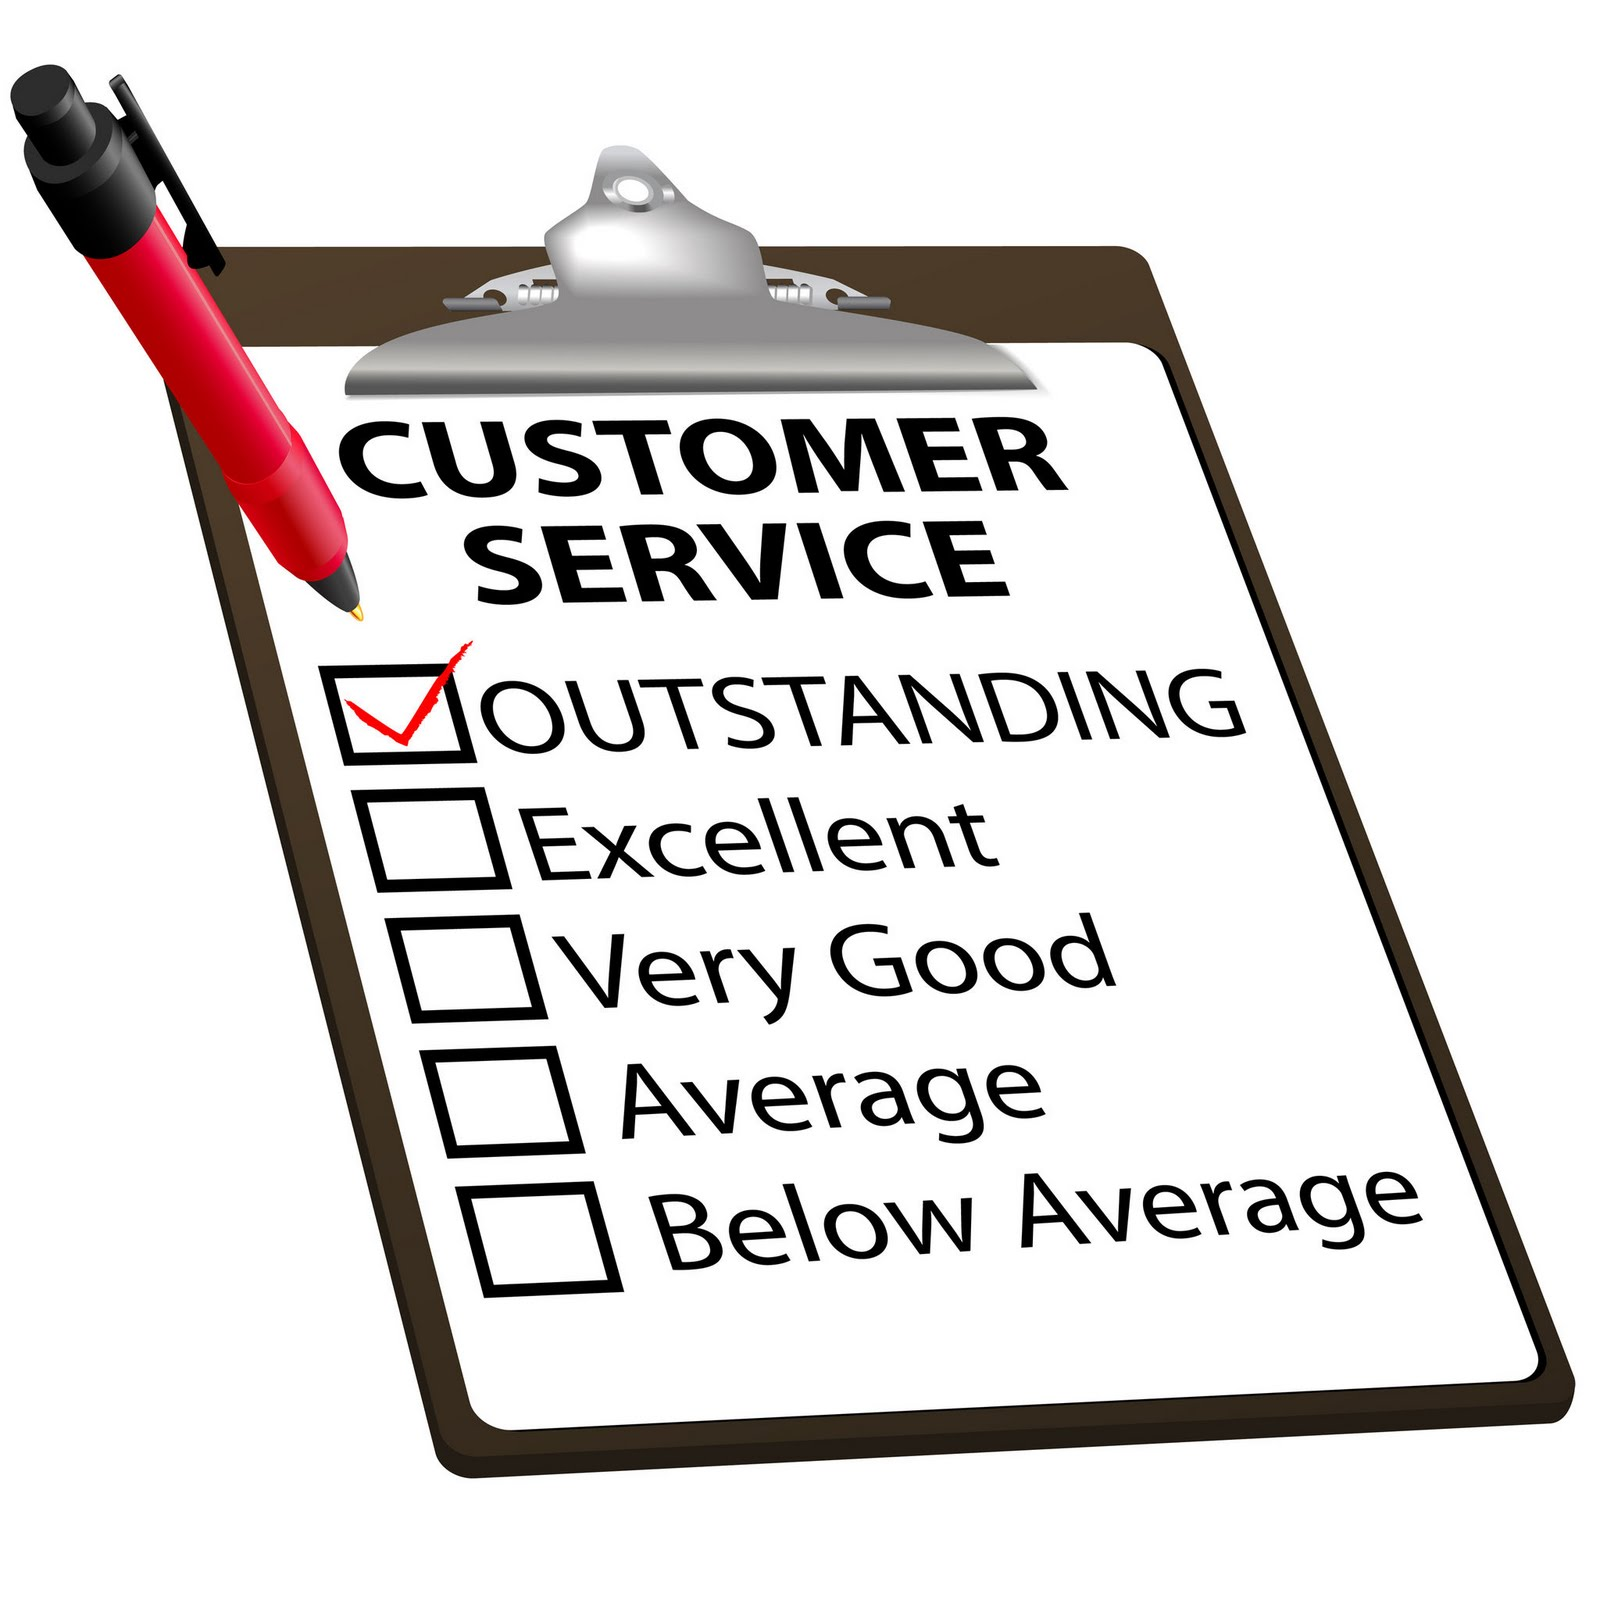 CUSTOMER
SERVICE
OUTSTANDING
Excellent
Very Good
Average
Below Average